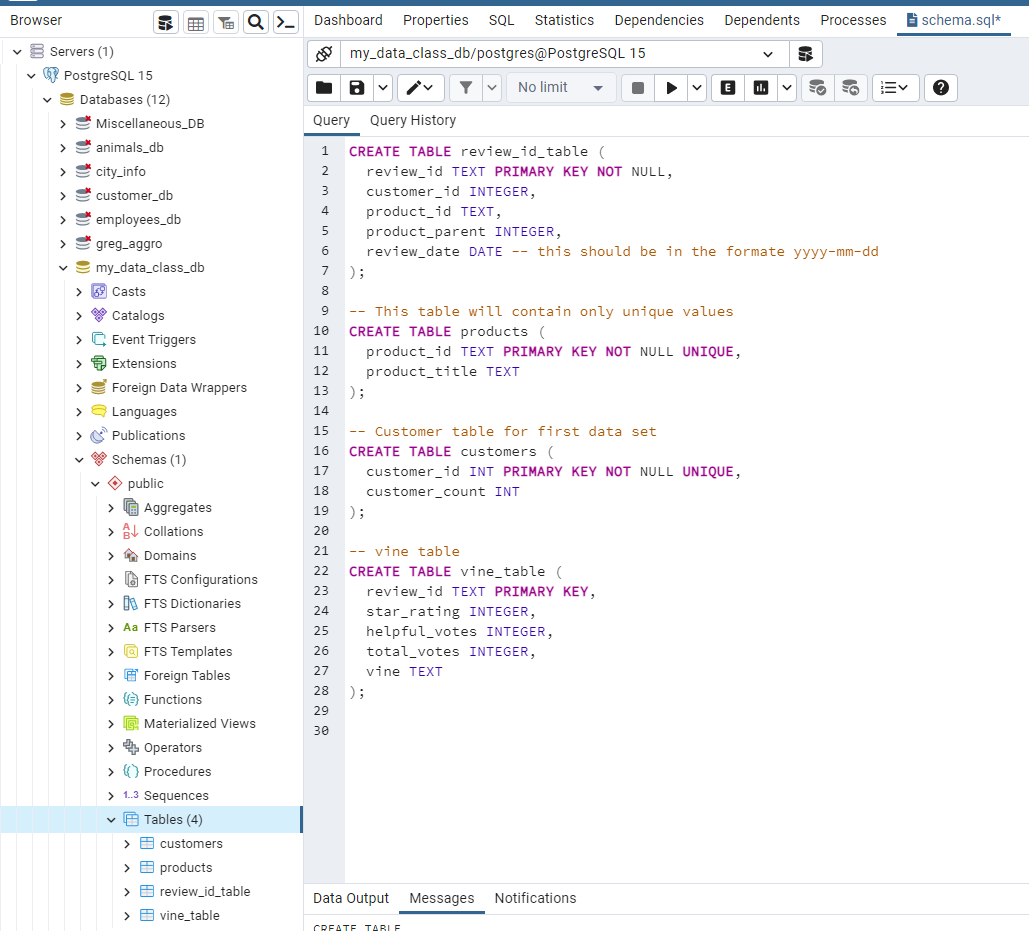 Browser
Dashboard Properties SQL Statistics Dependencies Dependents Processes schema.sql*
Servers (1)
PostgreSQL 15
Databases (12)
Miscellaneous_DB
animals_db
city_info
customer_db
employees_db
greg_aggro
my_data_class_db
Casts
Catalogs
Event Triggers
Extensions
Foreign Data Wrappers
Languages
Publications
Schemas (1)
public
Aggregates
Collations
Domains
FTS Configurations
FTS Dictionaries
Aa FTS Parsers
FTS Templates
Foreign Tables
Functions
Materialized Views
Operators
Procedures
1..3 Sequences
Tables (4)
customers
products
review_id_table
vine_table
my_data_class_db/postgres@PostgreSQL 15
No limit E
Query Query History
1 CREATE TABLE review_id_table (
2 review_id TEXT PRIMARY KEY NOT NULL,
3 customer_id INTEGER,
4 product_id TEXT,
5 product_parent INTEGER,
6 review_date DATE -- this should be in the formate yyyy-mm-dd
7 );
8
9 -- This table will contain only unique values
10 CREATE TABLE products (
11 product_id TEXT PRIMARY KEY NOT NULL UNIQUE,
12 product_title TEXT
13 );
14
15 -- Customer table for first data set
16 CREATE TABLE customers (
17 customer_id INT PRIMARY KEY NOT NULL UNIQUE,
18 customer_count INT
19 );
20
21 -- vine table
22 CREATE TABLE vine_table (
23 review_id TEXT PRIMARY KEY,
24 star_rating INTEGER,
25 helpful_votes INTEGER,
26 total_votes INTEGER,
27 vine TEXT
28 );
29
30
Data Output Messages Notifications
CREATE TABLE